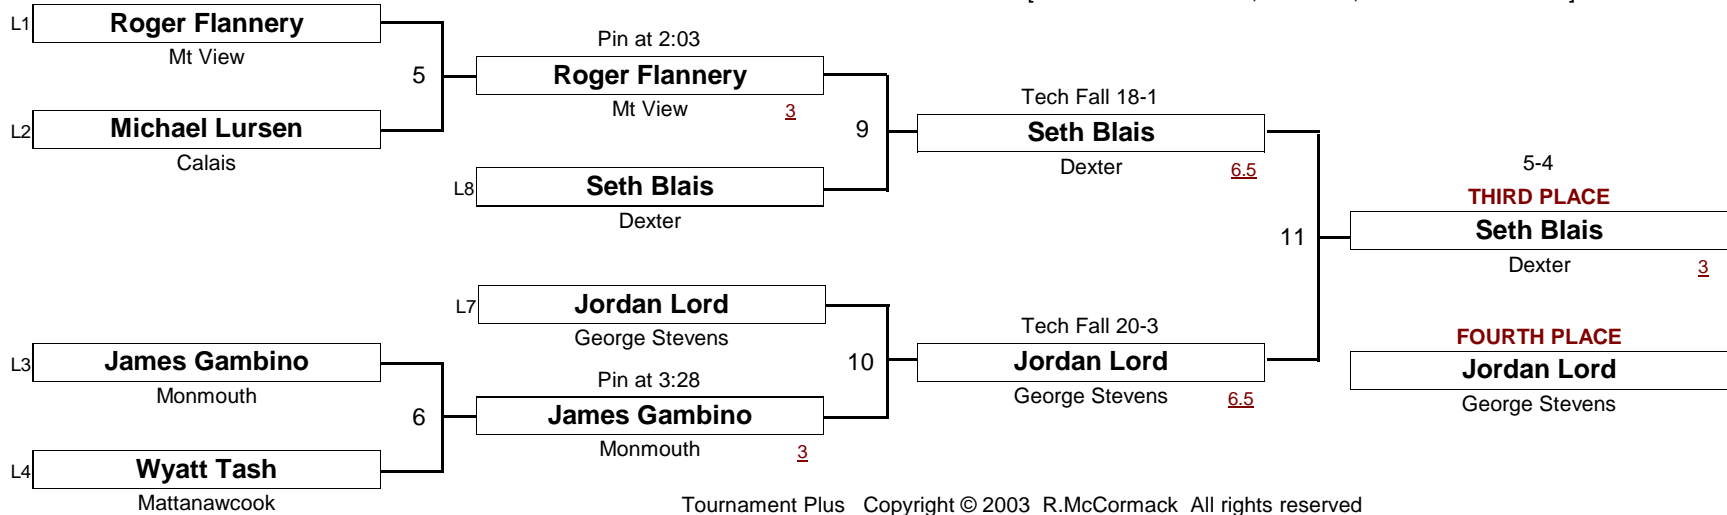 L1 Roger Flannery
Mt View
5
L2 Michael Lursen
Calais
Pin at 2:03
Roger Flannery
Mt View 3
9
L8 Seth Blais
Dexter
Tech Fall 18-1
Seth Blais
Dexter 6.5
11
5-4
THIRD PLACE
Seth Blais
Dexter 3
L7 Jordan Lord
George Stevens
10
L3 James Gambino
Monmouth
6
L4 Wyatt Tash
Mattanawcook
Pin at 3:28
James Gambino
Monmouth 3
Tech Fall 20-3
Jordan Lord
George Stevens 6.5
FOURTH PLACE
Jordan Lord
George Stevens
Tournament Plus Copyright © 2003 R.McCormack All rights reserved